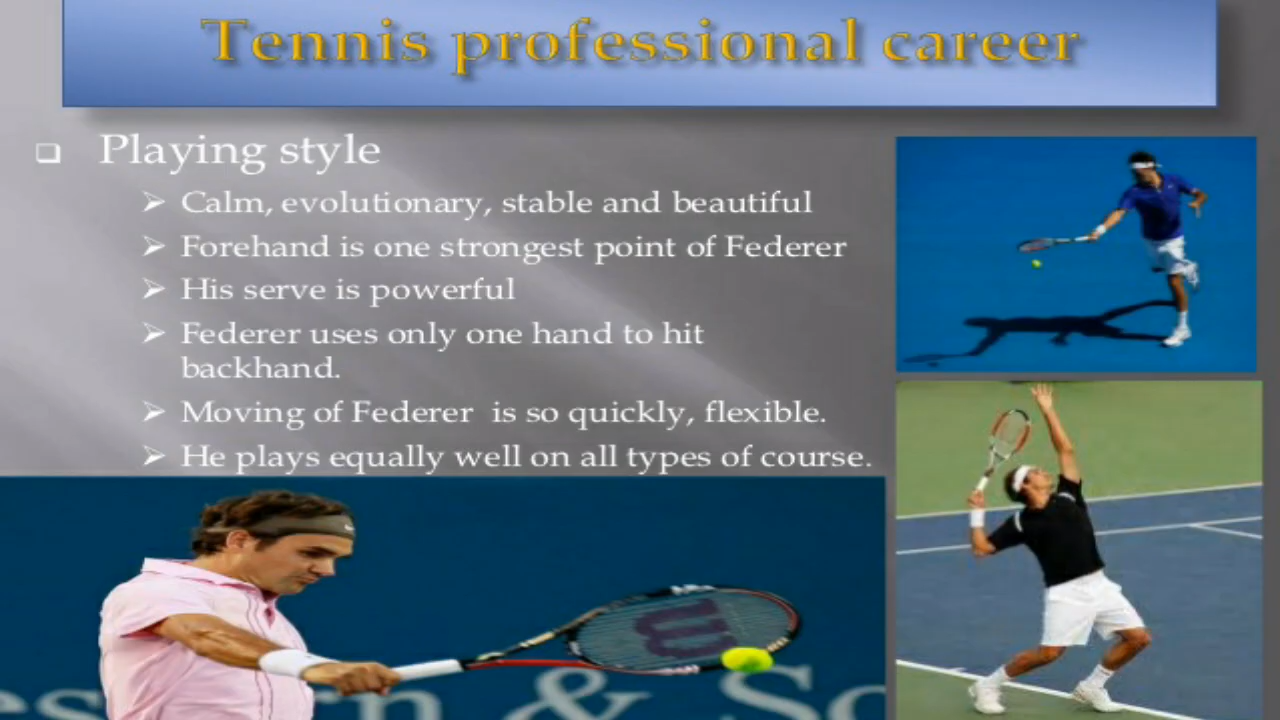 Tennis professional career
Playing style
Calm, evolutionary, stable and beautiful
Forehand is one strongest point of Federer
His serve is powerful
Federer uses only one hand to hit
backhand.
Moving of Federer  is so quickly, flexible.
He plays equally well on all types of course.
W
& So